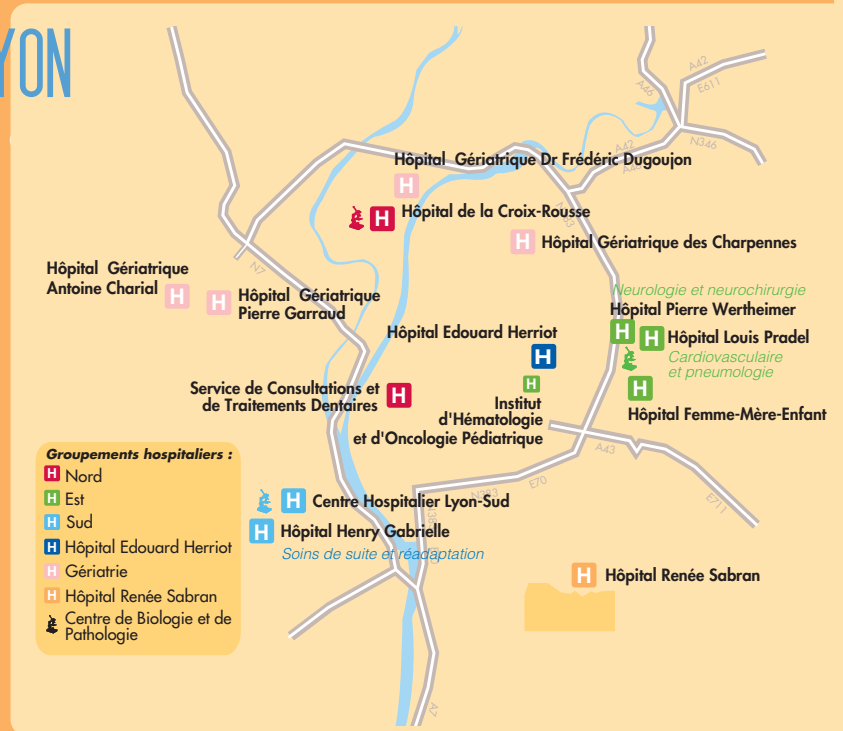 YON
A46
A42
E611
N346
A42
Hôpital Gériatrique Dr Frédéric Dugoujon
Hôpital de la Croix-Rousse
Hôpital Gériatrique des Charpennes
N7
Hôpital Gériatrique
Antoine Charial
Hôpital Gériatrique
Pierre Garraud
Neurologie et neurochirurgie
Hôpital Pierre Wertheimer
Hôpital Louis Pradel
Cardiovasculaire
et pneumologie
Hôpital Femme-Mère-Enfant
Hôpital Edouard Herriot
Institut
d'Hématologie
et d'Oncologie Pédiatrique
Service de Consultations et
de Traitements Dentaires
A43
E711
E70
N383
Groupements hospitaliers :
H Nord
H Est
H Sud
H Hôpital Edouard Herriot
H Gériatrie
H Hôpital Renée Sabran
Centre de Biologie et de
Pathologie
Centre Hospitalier Lyon-Sud
Hôpital Henry Gabrielle
Soins de suite et réadaptation
Hôpital Renée Sabran
A7